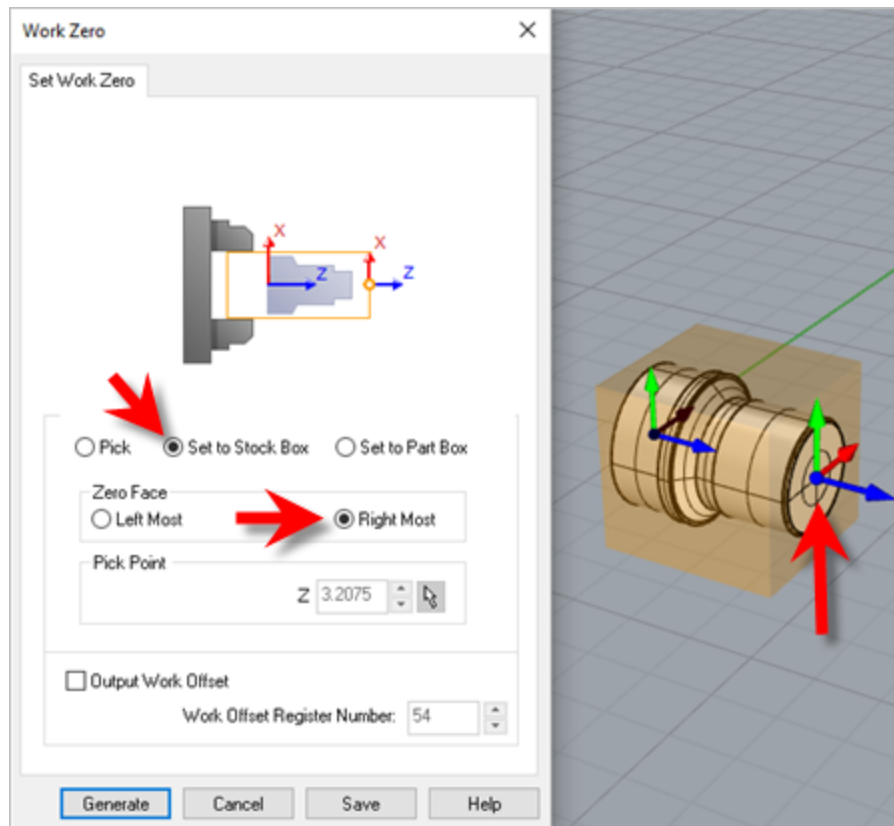 Work Zero
Set Work Zero
X
X
Z
Z
Pick Set to Stock Box Set to Part Box
Zero Face
Left Most Right Most
Pick Point
Z 3.2075
Output Work Offset
Work Offset Register Number: 54
Generate Cancel Save Help